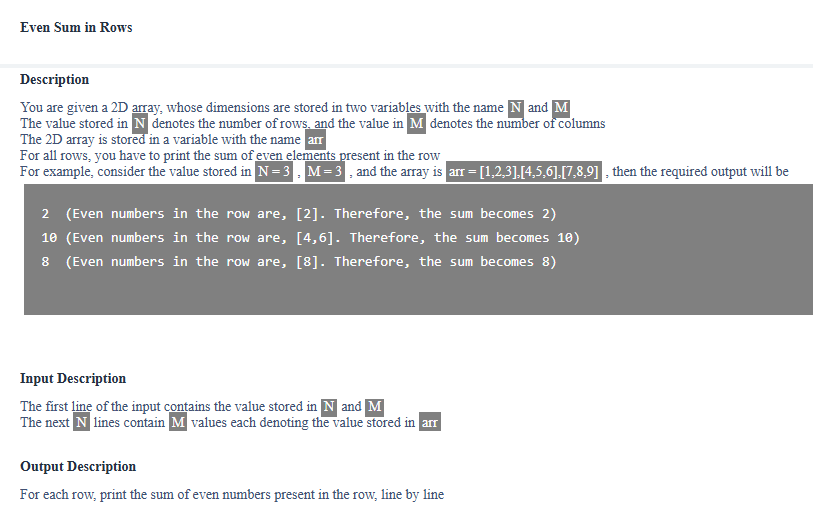 Even Sum in Rows
Description
You are given a 2D array, whose dimensions are stored in two variables with the name N and M
The value stored in N denotes the number of rows, and the value in M denotes the number of columns
The 2D array is stored in a variable with the name arr
For all rows, you have to print the sum of even elements present in the row
For example, consider the value stored in N = 3 , M = 3 , and the array is arr = [1,2,3],[4,5,6],[7,8,9] , then the required output will be
2 (Even numbers in the row are, [2]. Therefore, the sum becomes 2)
10 (Even numbers in the row are, [4,6]. Therefore, the sum becomes 10)
8 (Even numbers in the row are, [8]. Therefore, the sum becomes 8)
Input Description
The first line of the input contains the value stored in N and M
The next N lines contain M values each denoting the value stored in arr
Output Description
For each row, print the sum of even numbers present in the row, line by line